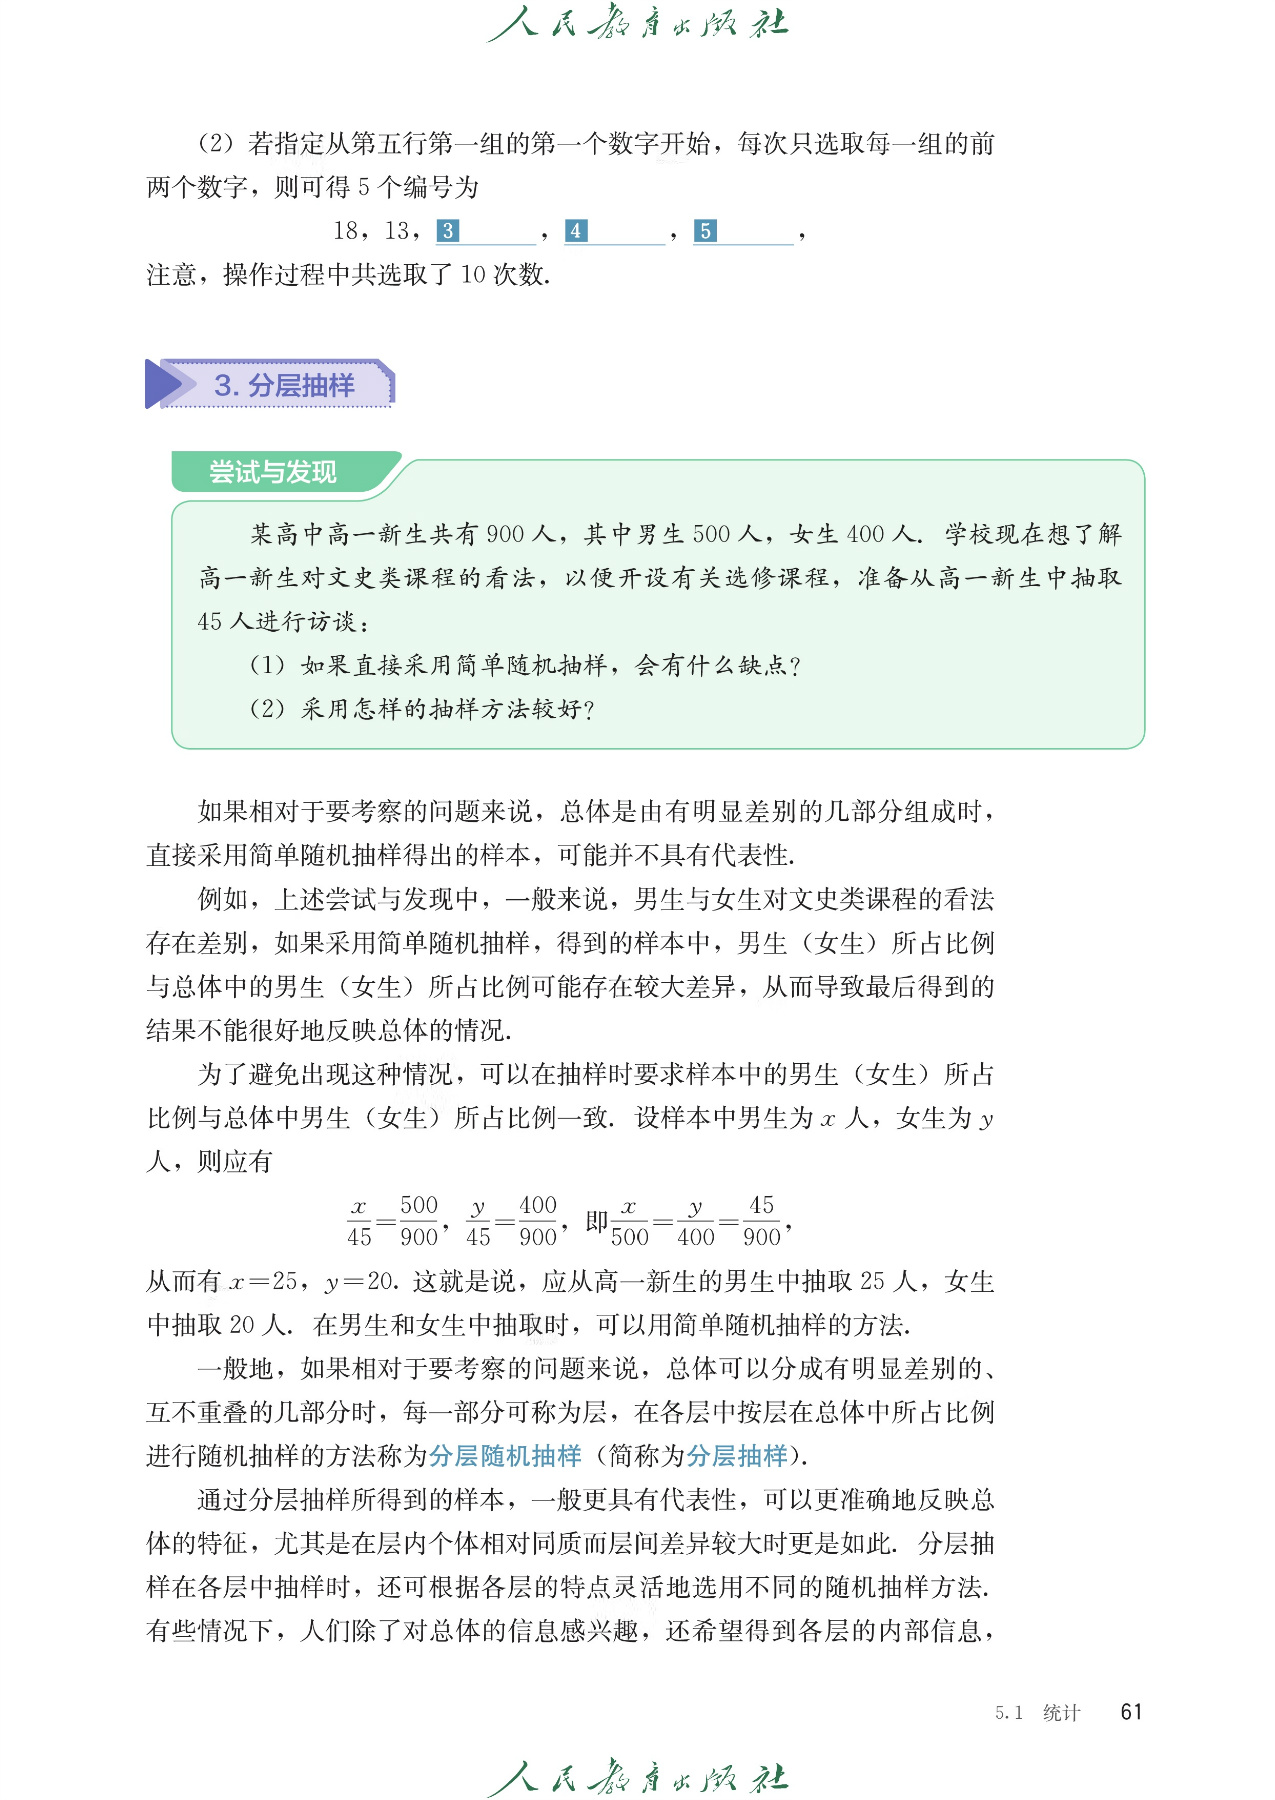 人民教育出版社
（2）若指定从第五行第一组的第一个数字开始，每次只选取每一组的前
两个数字，则可得 5 个编号为
18，13，3______，4______，5______，
注意，操作过程中共选取了 10 次数．
3. 分层抽样
尝试与发现
某高中高一新生共有 900 人，其中男生 500 人，女生 400 人．学校现在想了解
高一新生对文史类课程的看法，以便开设有关选修课程，准备从高一新生中抽取
45 人进行访谈：
（1）如果直接采用简单随机抽样，会有什么缺点？
（2）采用怎样的抽样方法较好？
如果相对于要考察的问题来说，总体是由有明显差别的几部分组成时，
直接采用简单随机抽样得出的样本，可能并不具有代表性．
例如，上述尝试与发现中，一般来说，男生与女生对文史类课程的看法
存在差别，如果采用简单随机抽样，得到的样本中，男生（女生）所占比例
与总体中的男生（女生）所占比例可能存在较大差异，从而导致最后得到的
结果不能很好地反映总体的情况．
为了避免出现这种情况，可以在抽样时要求样本中的男生（女生）所占
比例与总体中男生（女生）所占比例一致．设样本中男生为 x 人，女生为 y
人，则应有
x/45=500/900，y/45=400/900，即x/500=y/400=45/900，
从而有 x=25，y=20．这就是说，应从高一新生的男生中抽取 25 人，女生
中抽取 20 人．在男生和女生中抽取时，可以用简单随机抽样的方法．
一般地，如果相对于要考察的问题来说，总体可以分成有明显差别的、
互不重叠的几部分时，每一部分可称为层，在各层中按层在总体中所占比例
进行随机抽样的方法称为分层随机抽样（简称为分层抽样）．
通过分层抽样所得到的样本，一般更具有代表性，可以更准确地反映总
体的特征，尤其是在层内个体相对同质而层间差异较大时更是如此．分层抽
样在各层中抽样时，还可根据各层的特点灵活地选用不同的随机抽样方法．
有些情况下，人们除了对总体的信息感兴趣，还希望得到各层的内部信息，
5.1 统计 61
人民教育出版社